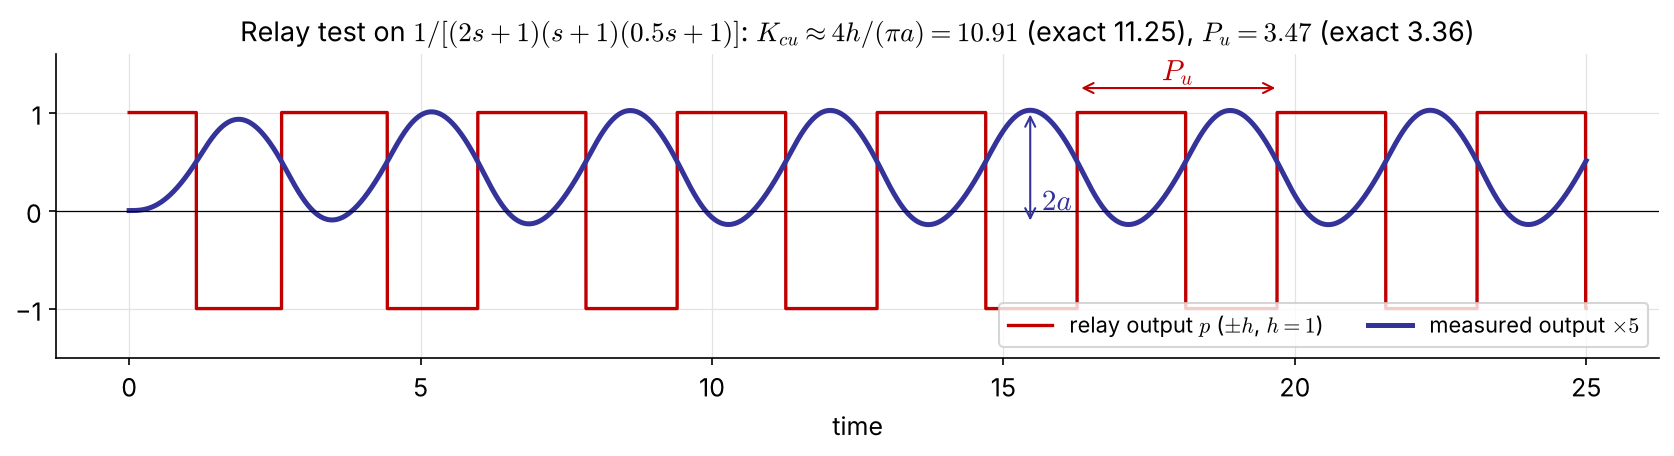 Relay test on 1/[(2s + 1)(s + 1)(0.5s + 1)]: K_cu ≈ 4h/(πa) = 10.91 (exact 11.25), P_u = 3.47 (exact 3.36)
P_u
1
0
−1
2a
relay output p (±h, h = 1)
measured output ×5
0 5 10 15 20 25
time